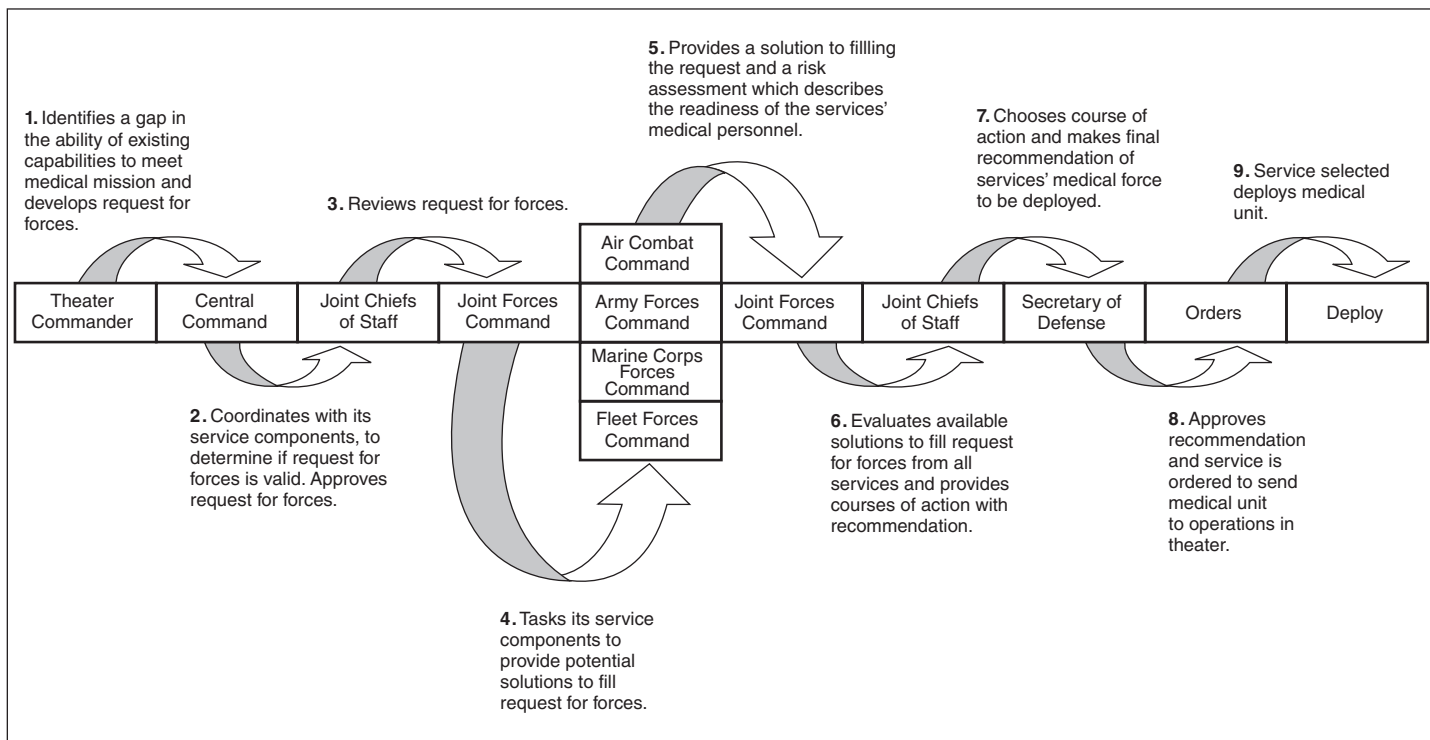 1. Identifies a gap in
the ability of existing
capabilities to meet
medical mission and
develops request for
forces.
3. Reviews request for forces.
5. Provides a solution to fillling
the request and a risk
assessment which describes
the readiness of the services'
medical personnel.
7. Chooses course of
action and makes final
recommendation of
services' medical force
to be deployed.
9. Service selected
deploys medical
unit.
Theater
Commander
Central
Command
Joint Chiefs
of Staff
Joint Forces
Command
Air Combat
Command
Army Forces
Command
Marine Corps
Forces
Command
Fleet Forces
Command
Joint Forces
Command
Joint Chiefs
of Staff
Secretary of
Defense
Orders
Deploy
2. Coordinates with its
service components, to
determine if request for
forces is valid. Approves
request for forces.
4. Tasks its service
components to
provide potential
solutions to fill
request for forces.
6. Evaluates available
solutions to fill request
for forces from all
services and provides
courses of action with
recommendation.
8. Approves
recommendation
and service is
ordered to send
medical unit
to operations in
theater.